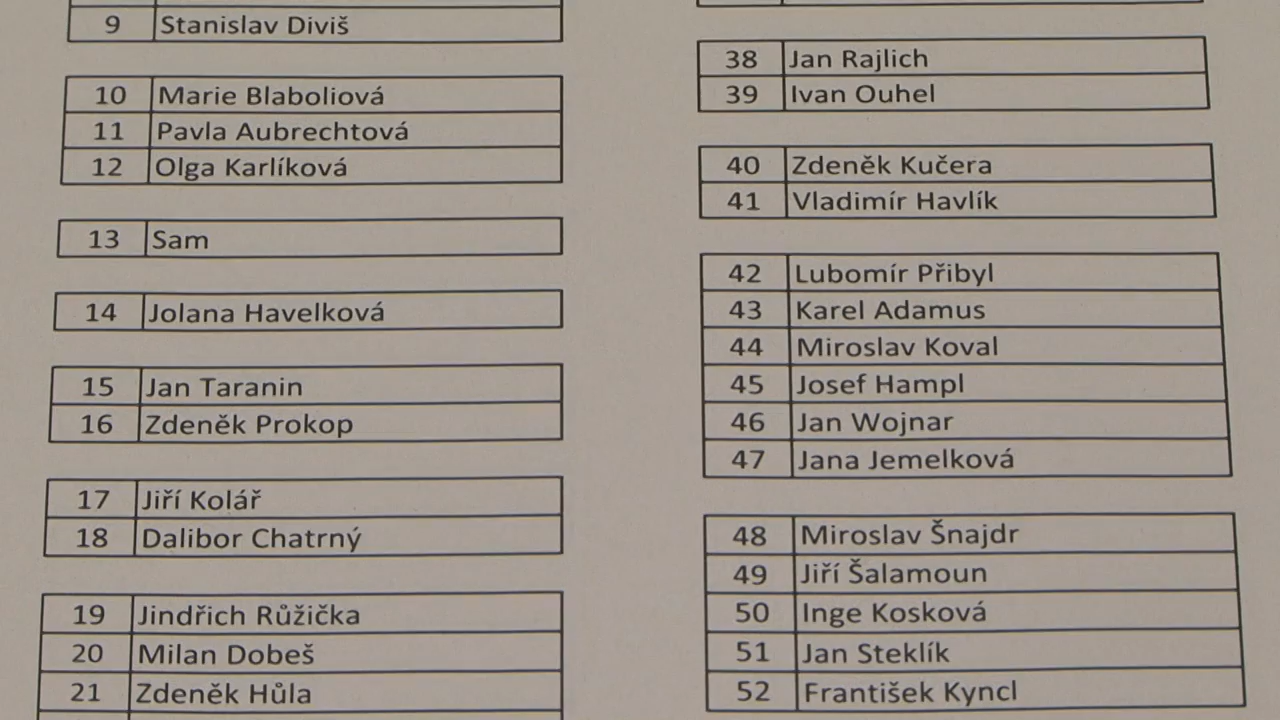 9 Stanislav Diviš
10 Marie Blaboliová
11 Pavla Aubrechtová
12 Olga Karlíková
13 Sam
14 Jolana Havelková
15 Jan Taranin
16 Zdeněk Prokop
17 Jiří Kolář
18 Dalibor Chatrný
19 Jindřich Růžička
20 Milan Dobeš
21 Zdeněk Hůla
38 Jan Rajlich
39 Ivan Ouhel
40 Zdeněk Kučera
41 Vladimír Havlík
42 Lubomír Přibyl
43 Karel Adamus
44 Miroslav Koval
45 Josef Hampl
46 Jan Wojnar
47 Jana Jemelková
48 Miroslav Šnajdr
49 Jiří Šalamoun
50 Inge Kosková
51 Jan Steklík
52 František Kyncl